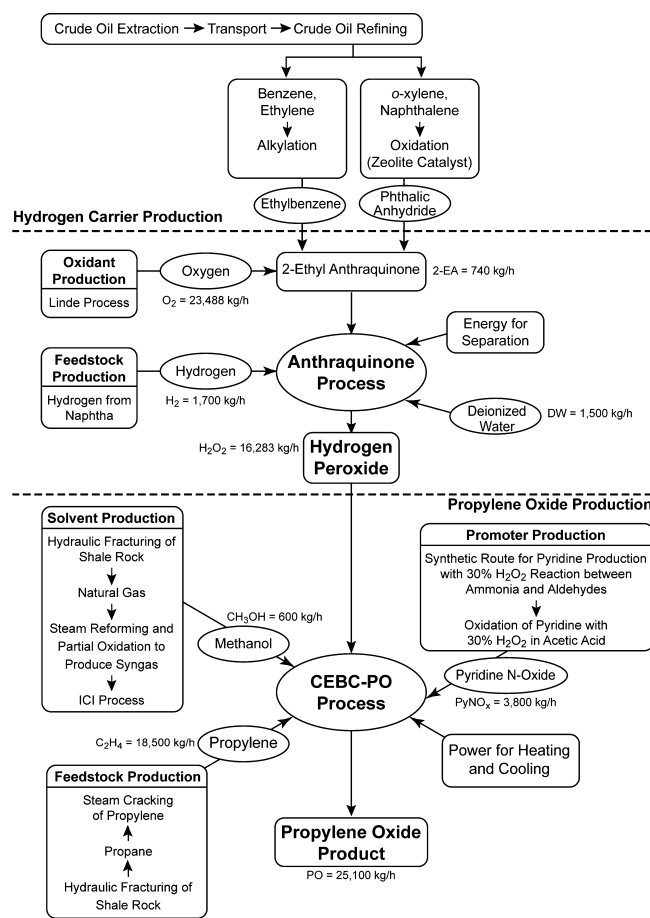 Crude Oil Extraction → Transport → Crude Oil Refining
Benzene,
Ethylene
Alkylation
o-xylene,
Naphthalene
Oxidation
(Zeolite Catalyst)
Ethylbenzene
Phthalic
Anhydride
Hydrogen Carrier Production
Oxidant
Production
Linde Process
Oxygen
O₂ = 23,488 kg/h
2-Ethyl Anthraquinone
2-EA = 740 kg/h
Energy for
Separation
Feedstock
Production
Hydrogen from
Naphtha
Hydrogen
H₂ = 1,700 kg/h
Anthraquinone
Process
Deionized
Water
DW = 1,500 kg/h
H₂O₂ = 16,283 kg/h
Hydrogen
Peroxide
Propylene Oxide Production
Solvent Production
Hydraulic Fracturing of
Shale Rock
Natural Gas
Steam Reforming and
Partial Oxidation to
Produce Syngas
ICI Process
CH₃OH = 600 kg/h
Methanol
Promoter Production
Synthetic Route for Pyridine Production
with 30% H₂O₂ Reaction between
Ammonia and Aldehydes
Oxidation of Pyridine with
30% H₂O₂ in Acetic Acid
CEBC-PO
Process
Pyridine N-Oxide
PyNOₓ = 3,800 kg/h
C₂H₄ = 18,500 kg/h
Propylene
Power for Heating
and Cooling
Feedstock Production
Steam Cracking
of Propylene
Propane
Hydraulic Fracturing of
Shale Rock
Propylene Oxide
Product
PO = 25,100 kg/h